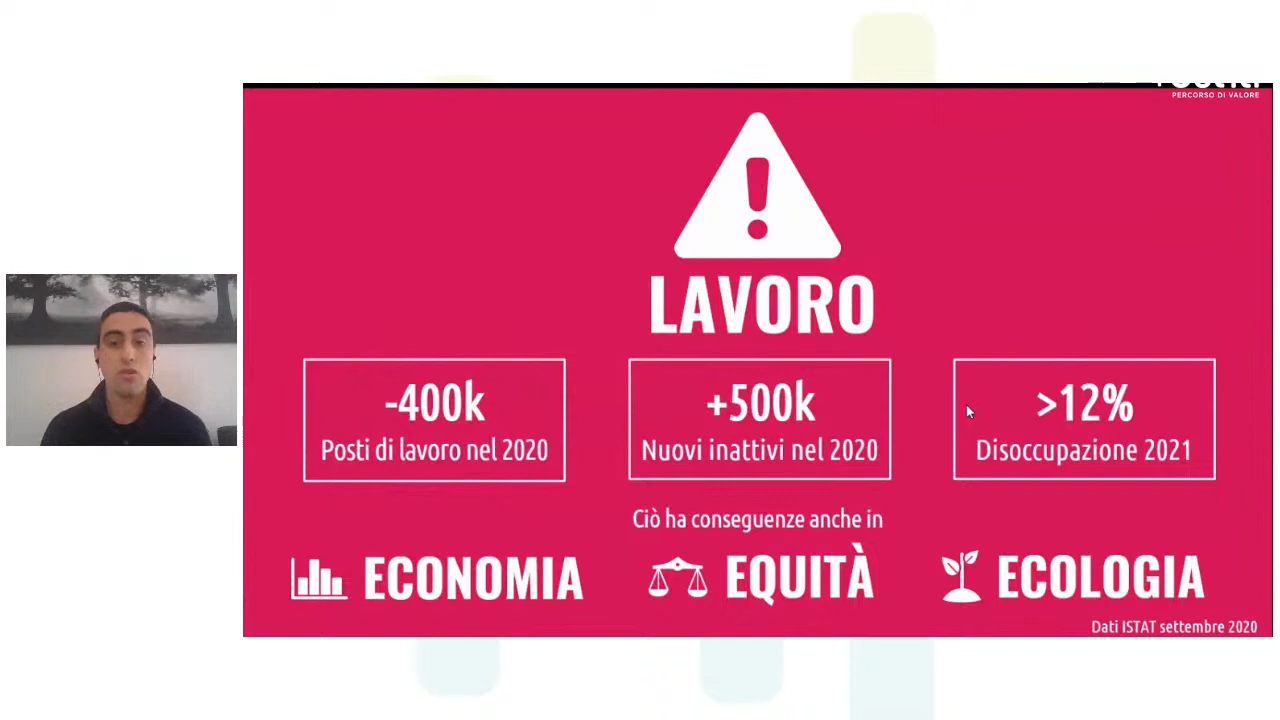 PERCORSO DI VALORE
LAVORO
-400k
Posti di lavoro nel 2020
+500k
Nuovi inattivi nel 2020
>12%
Disoccupazione 2021
Ciò ha conseguenze anche in
ECONOMIA
EQUITÀ
ECOLOGIA
Dati ISTAT settembre 2020